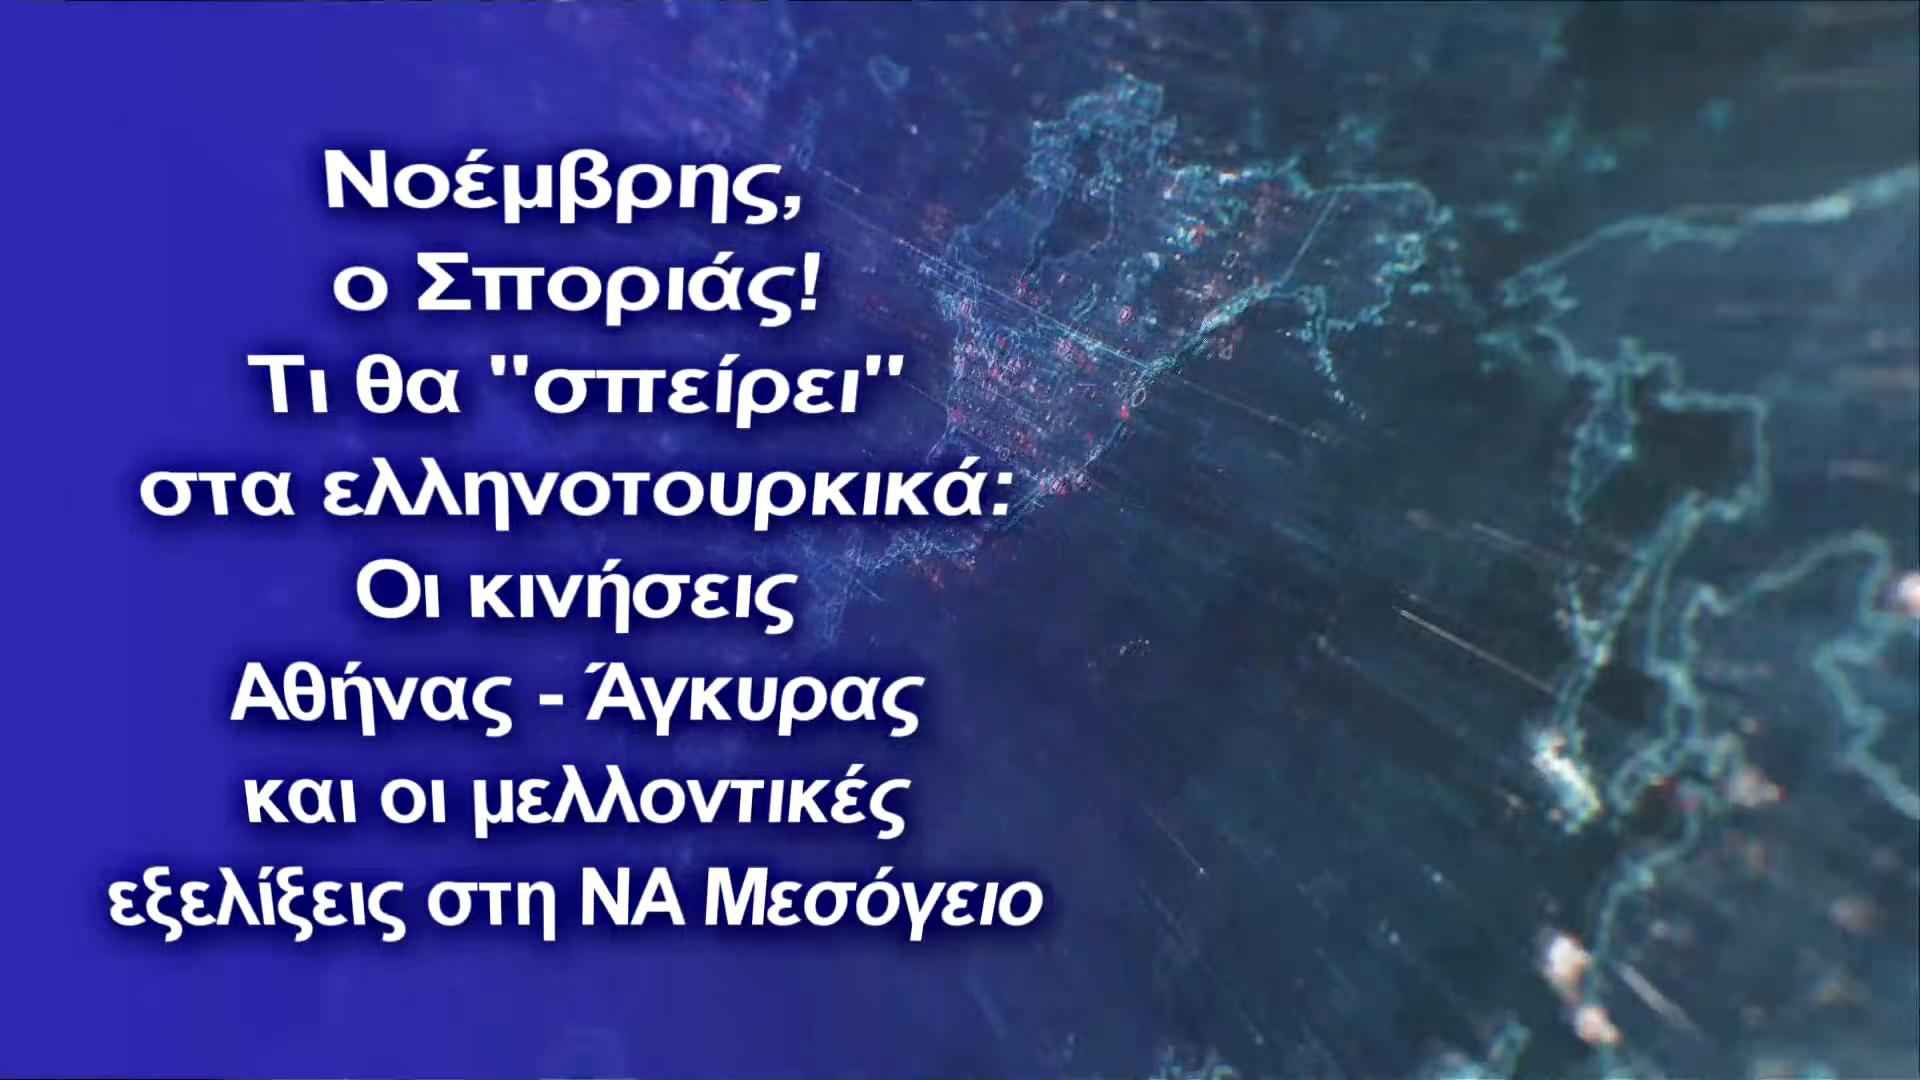 Νοέμβρης,
ο Σποριάς!
Τι θα "σπείρει"
στα ελληνοτουρκικά:
Οι κινήσεις
Αθήνας - Άγκυρας
και οι μελλοντικές
εξελίξεις στη ΝΑ Μεσόγειο